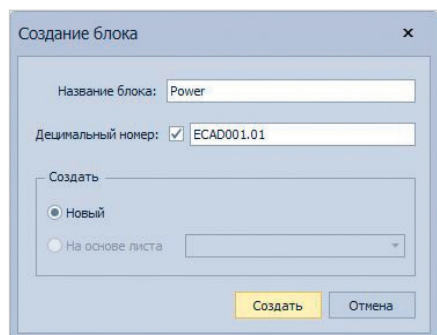 Создание блока
Название блока: Power
Децимальный номер: ECAD001.01
Создать
Новый
На основе листа
Создать Отмена